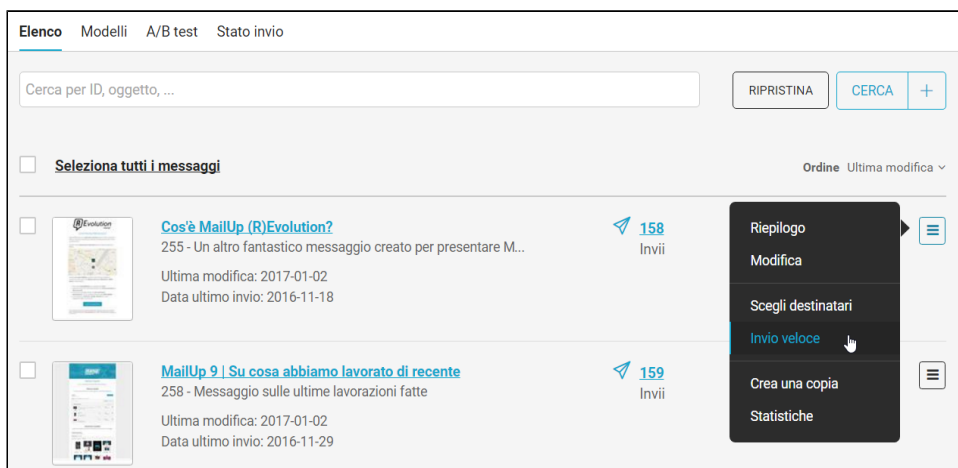 Elenco Modelli A/B test Stato invio
Cerca per ID, oggetto, ...
RIPRISTINA CERCA +
Seleziona tutti i messaggi
Ordine Ultima modifica
(R)Evolution
Cos'è MailUp (R)Evolution?
255 - Un altro fantastico messaggio creato per presentare M...
Ultima modifica: 2017-01-02
Data ultimo invio: 2016-11-18
158
Invii
Riepilogo
Modifica
Scegli destinatari
Invio veloce
Crea una copia
Statistiche
MailUp 9 | Su cosa abbiamo lavorato di recente
258 - Messaggio sulle ultime lavorazioni fatte
Ultima modifica: 2017-01-02
Data ultimo invio: 2016-11-29
159
Invii